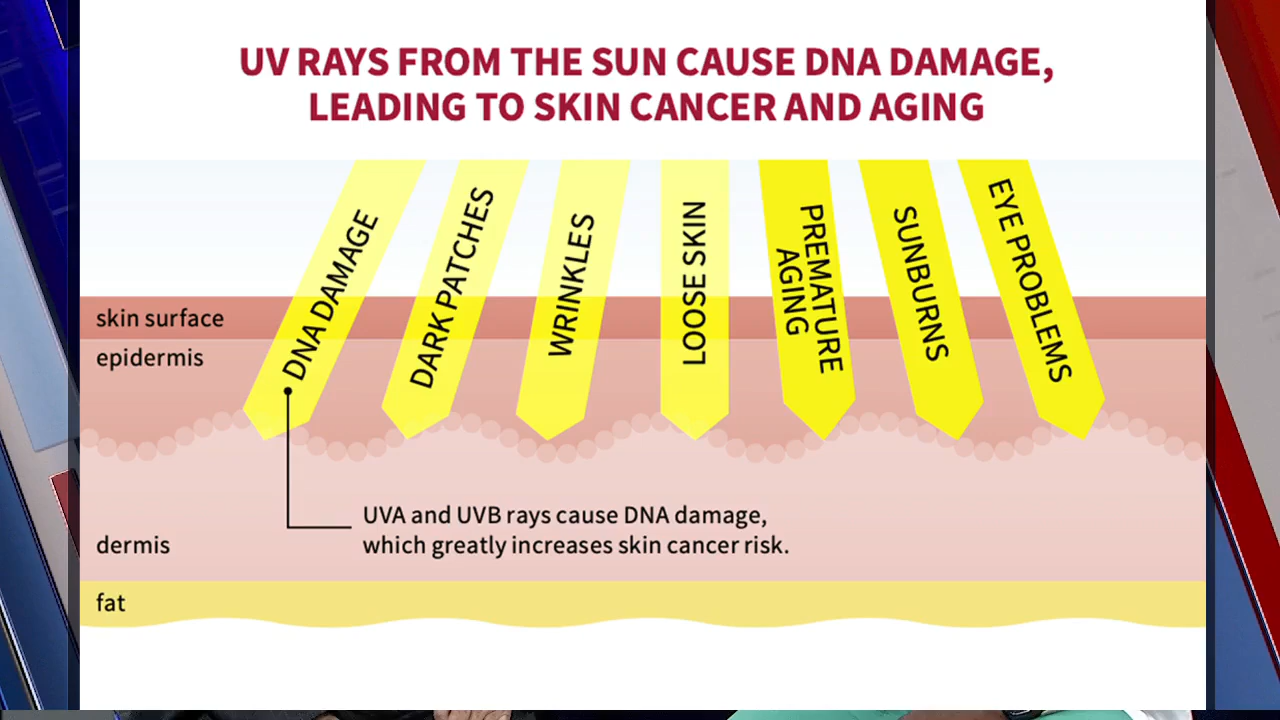 UV RAYS FROM THE SUN CAUSE DNA DAMAGE,
LEADING TO SKIN CANCER AND AGING
DNA DAMAGE
DARK PATCHES
WRINKLES
LOOSE SKIN
PREMATURE
AGING
SUNBURNS
EYE PROBLEMS
skin surface
epidermis
UVA and UVB rays cause DNA damage,
which greatly increases skin cancer risk.
dermis
fat